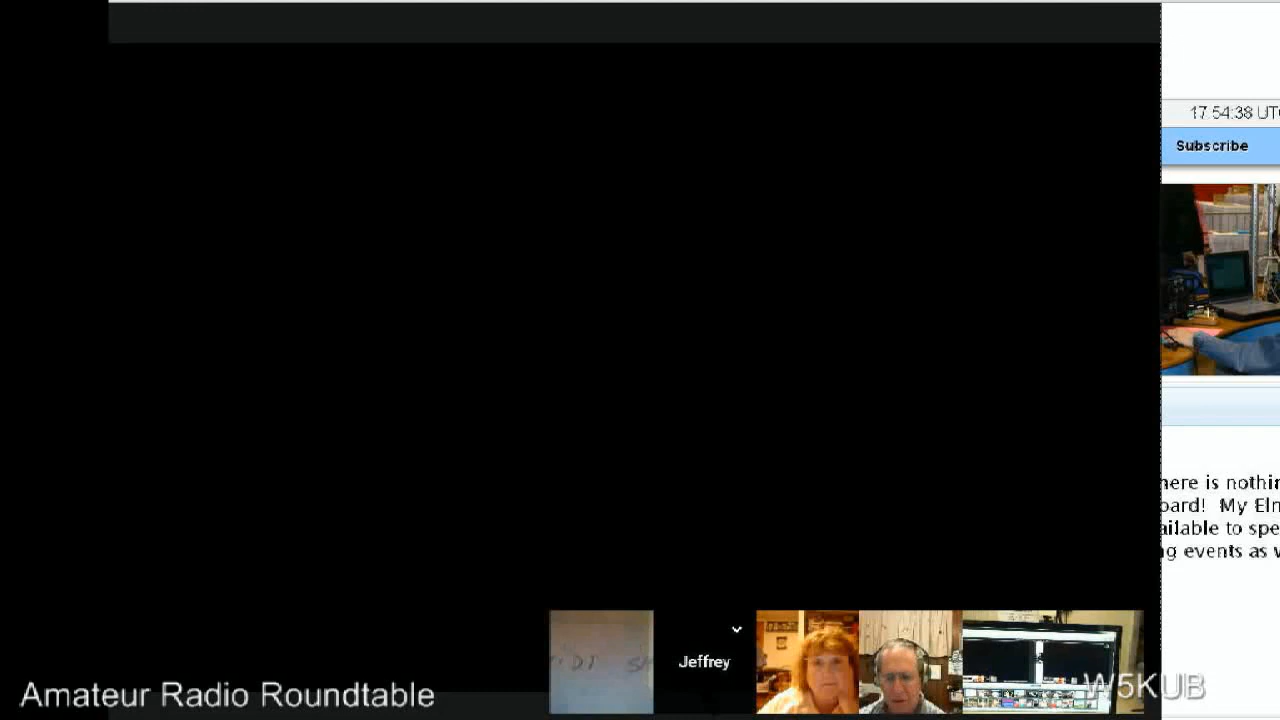 17:54:38 UTC
Subscribe
here is nothin
oard! My Eln
ailable to spe
ng events as v
Jeffrey
Amateur Radio Roundtable
W5KUB